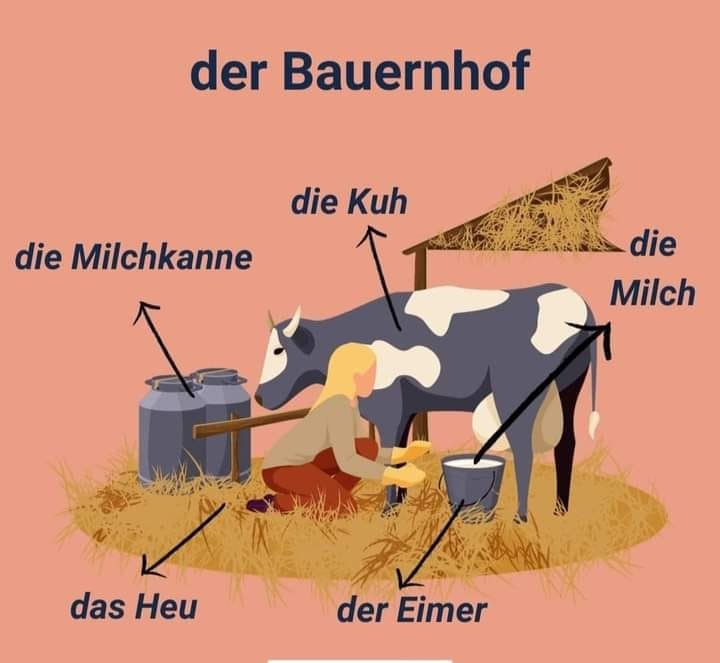 der Bauernhof
die Kuh
die Milchkanne
die
Milch
das Heu
der Eimer